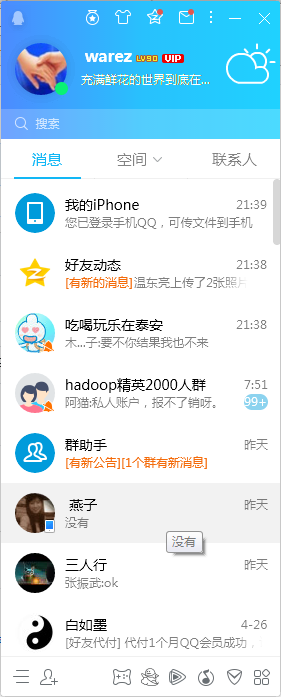 warez LV90 VIP
充满鲜花的世界到底在...
搜索
消息 空间 联系人
我的iPhone 21:39
您已登录手机QQ，可传文件到手机
好友动态 21:38
[有新的消息]温东亮上传了2张照片
吃喝玩乐在泰安 21:38
木...子:要不你结果我也不来
hadoop精英2000人群 7:51
阿猫:私人账户，报不了销呀。 99+
群助手 昨天
[有新公告][1个群有新消息]
燕子 昨天
没有
没有
三人行 昨天
张振武:ok
白如墨 4-26
[好友代付] 代付1个月QQ会员成功，